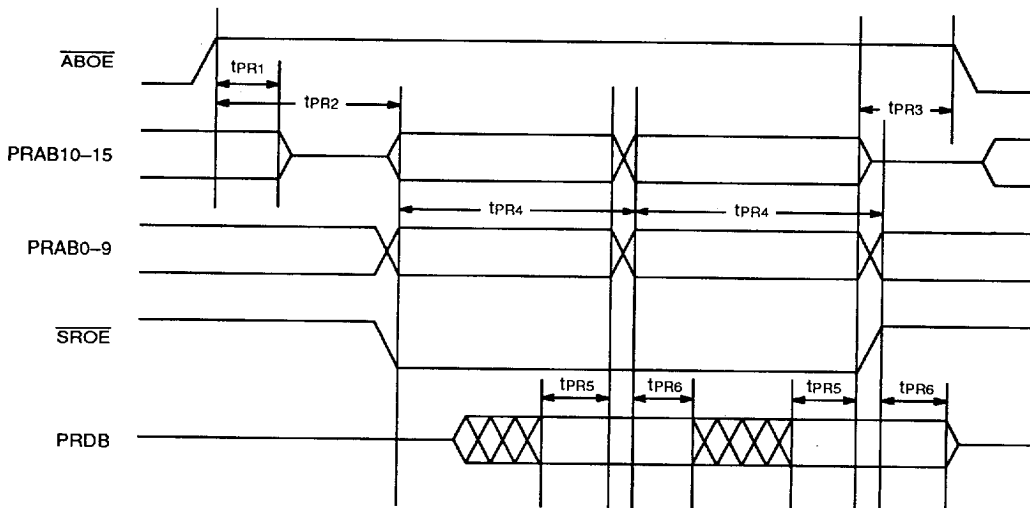 ABOE
tPR1
tPR2
tPR3
PRAB10–15
tPR4
tPR4
PRAB0–9
SROE
tPR5
tPR6
tPR5
tPR6
PRDB